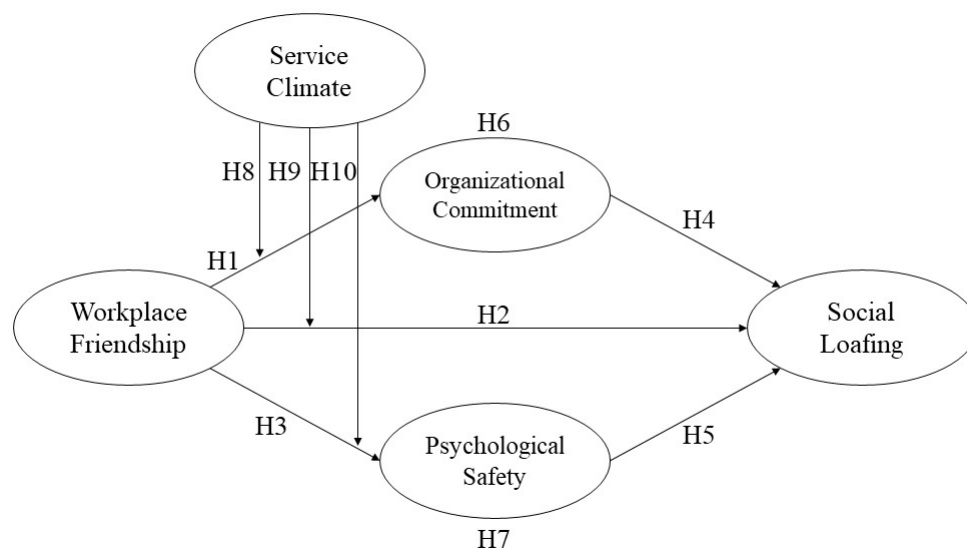 Service
Climate
H6
H8
H9
H10
Organizational
Commitment
H4
H1
Workplace
Friendship
H2
Social
Loafing
H3
Psychological
Safety
H5
H7